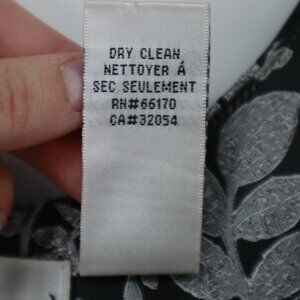 DRY CLEAN
NETTOYER Á
SEC SEULEMENT
RN#66170
CA#32054